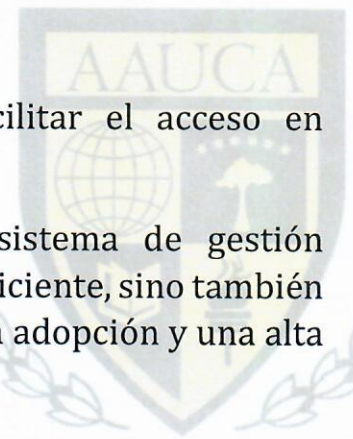 AAUCA
cilitar el acceso en
sistema de gestión
iciente, sino también
adopción y una alta